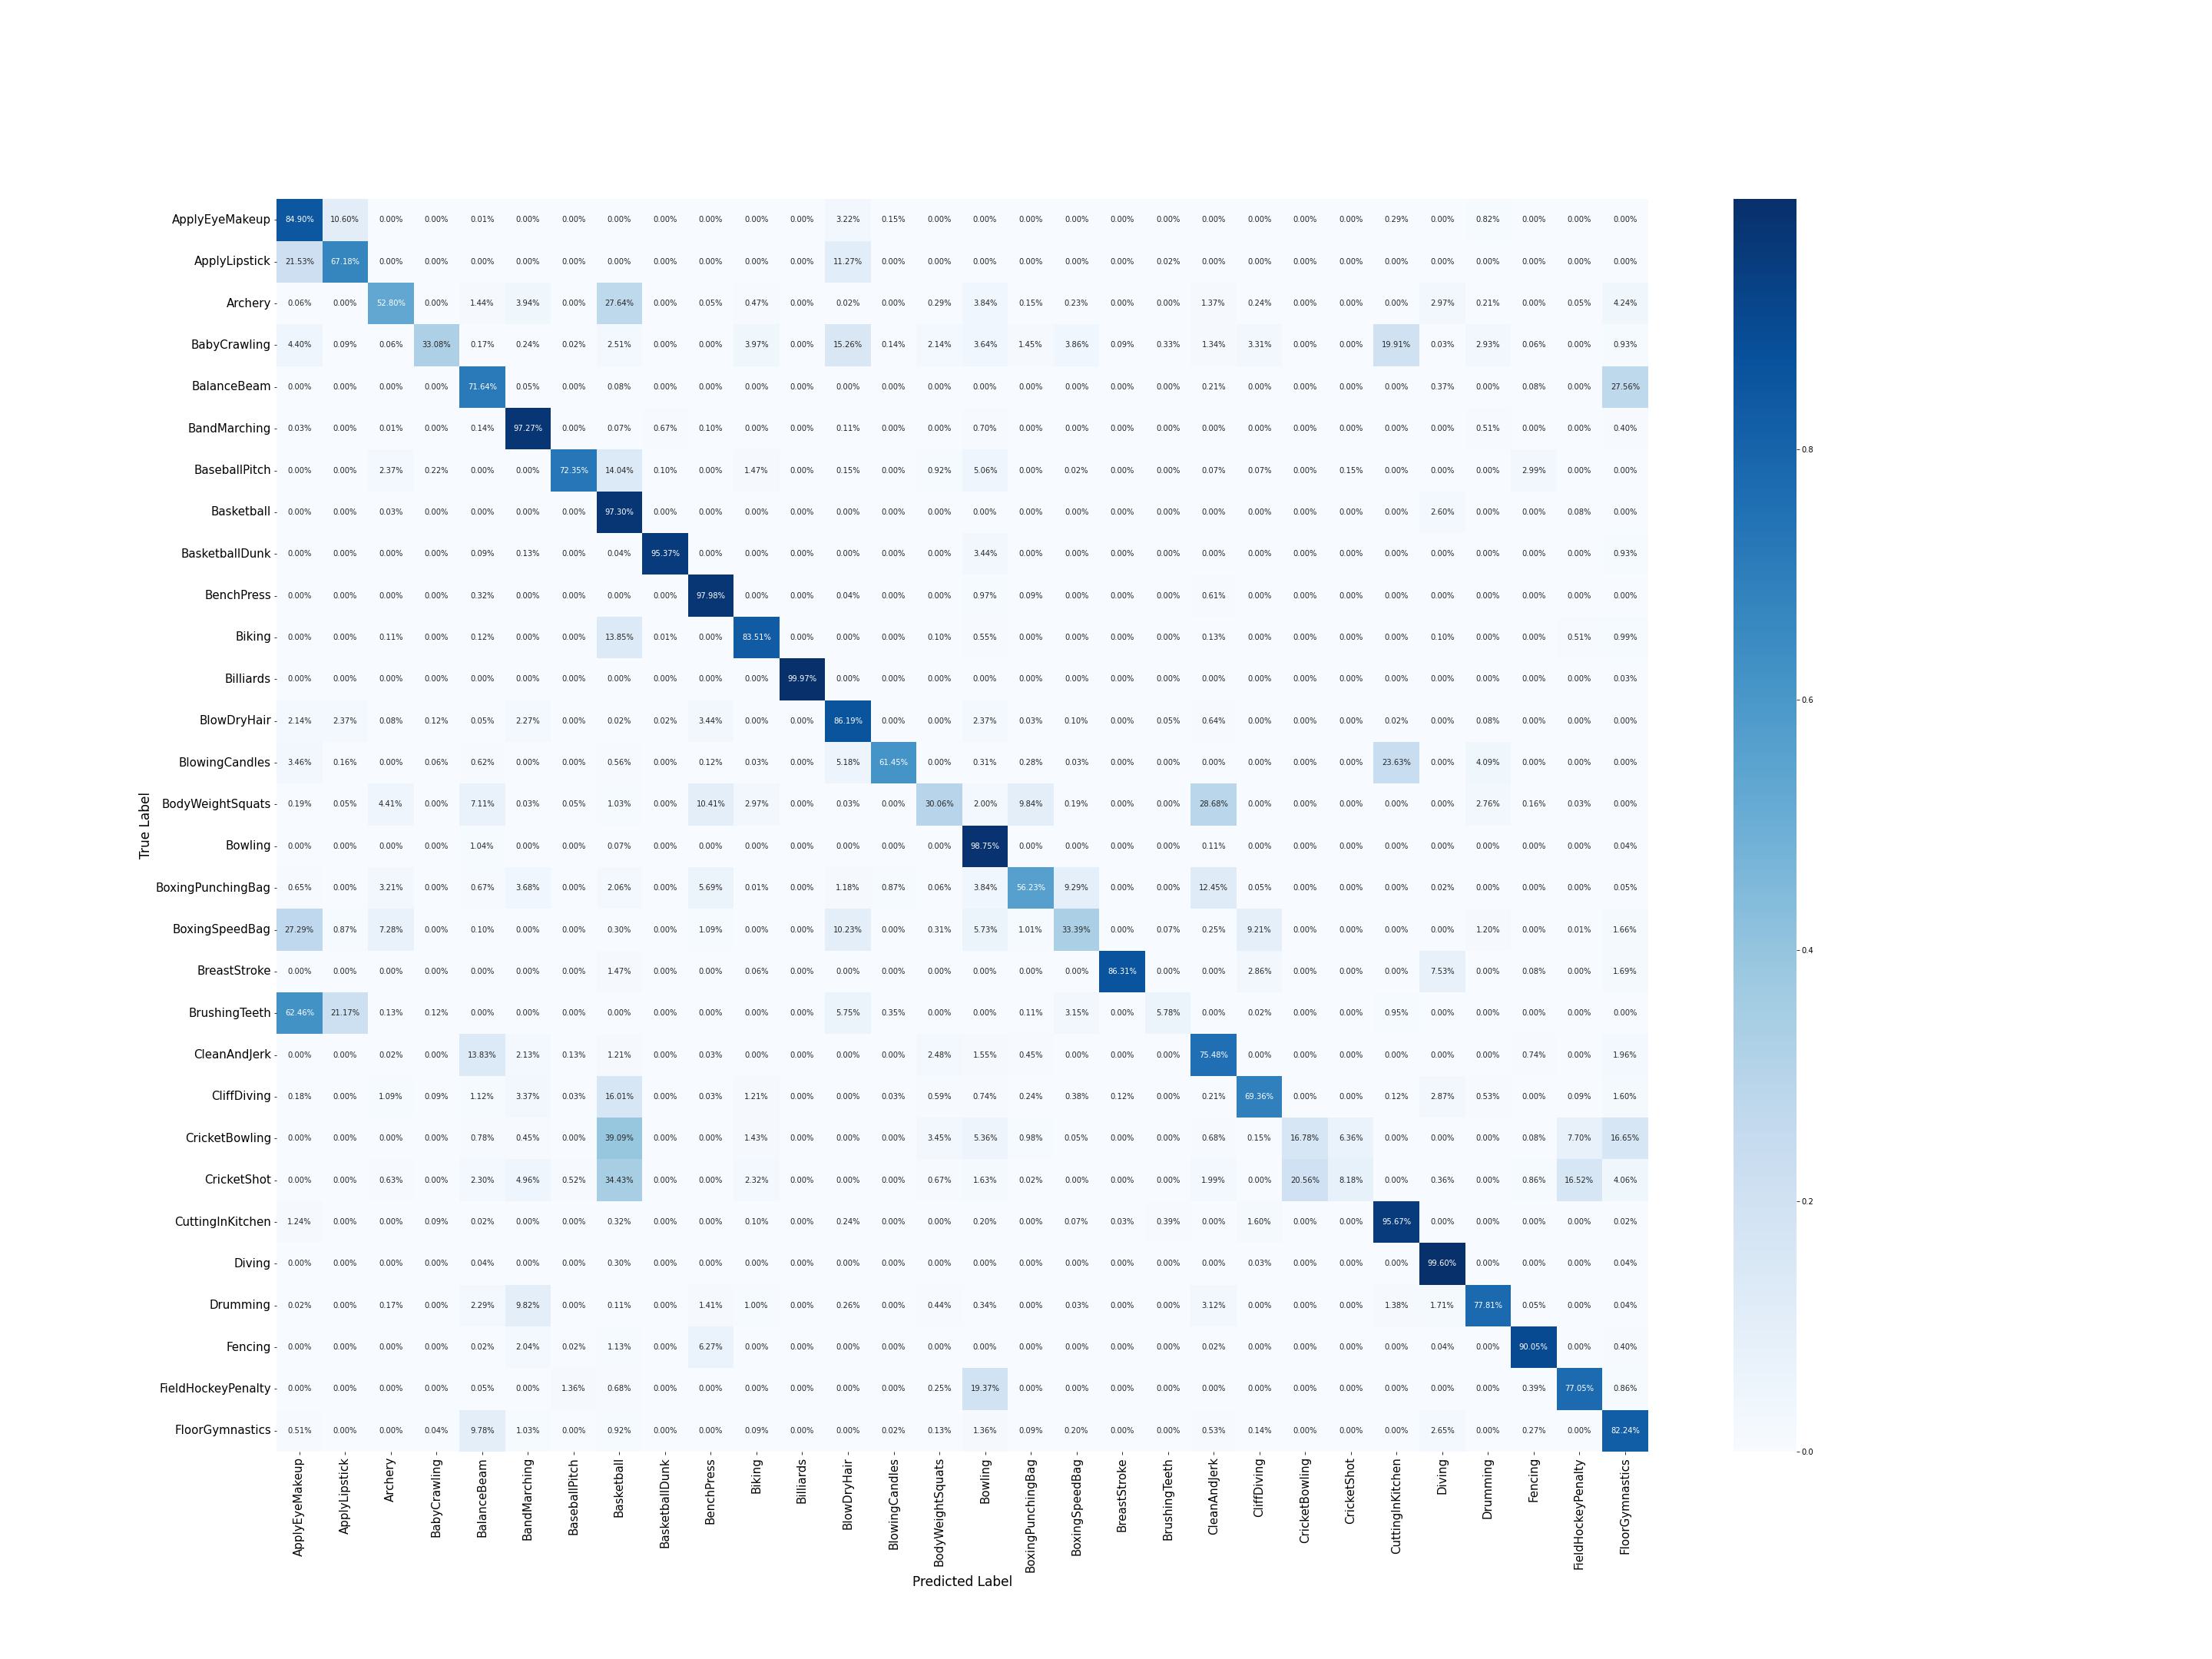 ApplyEyeMakeup 84.90% 10.60% 0.00% 0.00% 0.01% 0.00% 0.00% 0.00% 0.00% 0.00% 0.00% 0.00% 3.22% 0.15% 0.00% 0.00% 0.00% 0.00% 0.00% 0.00% 0.00% 0.00% 0.00% 0.00% 0.29% 0.00% 0.82% 0.00% 0.00% 0.00%
ApplyLipstick 21.53% 67.18% 0.00% 0.00% 0.00% 0.00% 0.00% 0.00% 0.00% 0.00% 0.00% 0.00% 11.27% 0.00% 0.00% 0.00% 0.00% 0.00% 0.00% 0.02% 0.00% 0.00% 0.00% 0.00% 0.00% 0.00% 0.00% 0.00% 0.00% 0.00%
Archery 0.06% 0.00% 52.80% 0.00% 1.44% 3.94% 0.00% 27.64% 0.00% 0.05% 0.47% 0.00% 0.02% 0.00% 0.29% 3.84% 0.15% 0.23% 0.00% 0.00% 1.37% 0.24% 0.00% 0.00% 0.00% 2.97% 0.21% 0.00% 0.05% 4.24%
BabyCrawling 4.40% 0.09% 0.06% 33.08% 0.17% 0.24% 0.02% 2.51% 0.00% 0.00% 3.97% 0.00% 15.26% 0.14% 2.14% 3.64% 1.45% 3.86% 0.09% 0.33% 1.34% 3.31% 0.00% 0.00% 19.91% 0.03% 2.93% 0.06% 0.00% 0.93%
BalanceBeam 0.00% 0.00% 0.00% 0.00% 71.64% 0.05% 0.00% 0.08% 0.00% 0.00% 0.00% 0.00% 0.00% 0.00% 0.00% 0.00% 0.00% 0.00% 0.00% 0.00% 0.21% 0.00% 0.00% 0.00% 0.00% 0.37% 0.00% 0.08% 0.00% 27.56%
BandMarching 0.03% 0.00% 0.01% 0.00% 0.14% 97.27% 0.00% 0.07% 0.67% 0.10% 0.00% 0.00% 0.11% 0.00% 0.00% 0.70% 0.00% 0.00% 0.00% 0.00% 0.00% 0.00% 0.00% 0.00% 0.00% 0.00% 0.51% 0.00% 0.00% 0.40%
BaseballPitch 0.00% 0.00% 2.37% 0.22% 0.00% 0.00% 72.35% 14.04% 0.10% 0.00% 1.47% 0.00% 0.15% 0.00% 0.92% 5.06% 0.00% 0.02% 0.00% 0.00% 0.07% 0.07% 0.00% 0.15% 0.00% 0.00% 0.00% 2.99% 0.00% 0.00%
Basketball 0.00% 0.00% 0.03% 0.00% 0.00% 0.00% 0.00% 97.30% 0.00% 0.00% 0.00% 0.00% 0.00% 0.00% 0.00% 0.00% 0.00% 0.00% 0.00% 0.00% 0.00% 0.00% 0.00% 0.00% 0.00% 2.60% 0.00% 0.00% 0.08% 0.00%
BasketballDunk 0.00% 0.00% 0.00% 0.00% 0.09% 0.13% 0.00% 0.04% 95.37% 0.00% 0.00% 0.00% 0.00% 0.00% 0.00% 3.44% 0.00% 0.00% 0.00% 0.00% 0.00% 0.00% 0.00% 0.00% 0.00% 0.00% 0.00% 0.00% 0.00% 0.93%
BenchPress 0.00% 0.00% 0.00% 0.00% 0.32% 0.00% 0.00% 0.00% 0.00% 97.98% 0.00% 0.00% 0.04% 0.00% 0.00% 0.97% 0.09% 0.00% 0.00% 0.00% 0.61% 0.00% 0.00% 0.00% 0.00% 0.00% 0.00% 0.00% 0.00% 0.00%
Biking 0.00% 0.00% 0.11% 0.00% 0.12% 0.00% 0.00% 13.85% 0.01% 0.00% 83.51% 0.00% 0.00% 0.00% 0.10% 0.55% 0.00% 0.00% 0.00% 0.00% 0.13% 0.00% 0.00% 0.00% 0.00% 0.10% 0.00% 0.00% 0.51% 0.99%
Billiards 0.00% 0.00% 0.00% 0.00% 0.00% 0.00% 0.00% 0.00% 0.00% 0.00% 0.00% 99.97% 0.00% 0.00% 0.00% 0.00% 0.00% 0.00% 0.00% 0.00% 0.00% 0.00% 0.00% 0.00% 0.00% 0.00% 0.00% 0.00% 0.00% 0.03%
BlowDryHair 2.14% 2.37% 0.08% 0.12% 0.05% 2.27% 0.00% 0.02% 0.02% 3.44% 0.00% 0.00% 86.19% 0.00% 0.00% 2.37% 0.03% 0.10% 0.00% 0.05% 0.64% 0.00% 0.00% 0.00% 0.02% 0.00% 0.08% 0.00% 0.00% 0.00%
BlowingCandles 3.46% 0.16% 0.00% 0.06% 0.62% 0.00% 0.00% 0.56% 0.00% 0.12% 0.03% 0.00% 5.18% 61.45% 0.00% 0.31% 0.28% 0.03% 0.00% 0.00% 0.00% 0.00% 0.00% 0.00% 23.63% 0.00% 4.09% 0.00% 0.00% 0.00%
BodyWeightSquats 0.19% 0.05% 4.41% 0.00% 7.11% 0.03% 0.05% 1.03% 0.00% 10.41% 2.97% 0.00% 0.03% 0.00% 30.06% 2.00% 9.84% 0.19% 0.00% 0.00% 28.68% 0.00% 0.00% 0.00% 0.00% 0.00% 2.76% 0.16% 0.03% 0.00%
Bowling 0.00% 0.00% 0.00% 0.00% 1.04% 0.00% 0.00% 0.07% 0.00% 0.00% 0.00% 0.00% 0.00% 0.00% 0.00% 98.75% 0.00% 0.00% 0.00% 0.00% 0.11% 0.00% 0.00% 0.00% 0.00% 0.00% 0.00% 0.00% 0.00% 0.04%
BoxingPunchingBag 0.65% 0.00% 3.21% 0.00% 0.67% 3.68% 0.00% 2.06% 0.00% 5.69% 0.01% 0.00% 1.18% 0.87% 0.06% 3.84% 56.23% 9.29% 0.00% 0.00% 12.45% 0.05% 0.00% 0.00% 0.00% 0.02% 0.00% 0.00% 0.00% 0.05%
BoxingSpeedBag 27.29% 0.87% 7.28% 0.00% 0.10% 0.00% 0.00% 0.30% 0.00% 1.09% 0.00% 0.00% 10.23% 0.00% 0.31% 5.73% 1.01% 33.39% 0.00% 0.07% 0.25% 9.21% 0.00% 0.00% 0.00% 0.00% 1.20% 0.00% 0.01% 1.66%
BreastStroke 0.00% 0.00% 0.00% 0.00% 0.00% 0.00% 0.00% 1.47% 0.00% 0.00% 0.06% 0.00% 0.00% 0.00% 0.00% 0.00% 0.00% 0.00% 86.31% 0.00% 0.00% 2.86% 0.00% 0.00% 0.00% 7.53% 0.00% 0.08% 0.00% 1.69%
BrushingTeeth 62.46% 21.17% 0.13% 0.12% 0.00% 0.00% 0.00% 0.00% 0.00% 0.00% 0.00% 0.00% 5.75% 0.35% 0.00% 0.00% 0.11% 3.15% 0.00% 5.78% 0.00% 0.02% 0.00% 0.00% 0.95% 0.00% 0.00% 0.00% 0.00% 0.00%
CleanAndJerk 0.00% 0.00% 0.02% 0.00% 13.83% 2.13% 0.13% 1.21% 0.00% 0.03% 0.00% 0.00% 0.00% 0.00% 2.48% 1.55% 0.45% 0.00% 0.00% 0.00% 75.48% 0.00% 0.00% 0.00% 0.00% 0.00% 0.00% 0.74% 0.00% 1.96%
CliffDiving 0.18% 0.00% 1.09% 0.09% 1.12% 3.37% 0.03% 16.01% 0.00% 0.03% 1.21% 0.00% 0.00% 0.03% 0.59% 0.74% 0.24% 0.38% 0.12% 0.00% 0.21% 69.36% 0.00% 0.00% 0.12% 2.87% 0.53% 0.00% 0.09% 1.60%
CricketBowling 0.00% 0.00% 0.00% 0.00% 0.78% 0.45% 0.00% 39.09% 0.00% 0.00% 1.43% 0.00% 0.00% 0.00% 3.45% 5.36% 0.98% 0.05% 0.00% 0.00% 0.68% 0.15% 16.78% 6.36% 0.00% 0.00% 0.00% 0.08% 7.70% 16.65%
CricketShot 0.00% 0.00% 0.63% 0.00% 2.30% 4.96% 0.52% 34.43% 0.00% 0.00% 2.32% 0.00% 0.00% 0.00% 0.67% 1.63% 0.02% 0.00% 0.00% 0.00% 1.99% 0.00% 20.56% 8.18% 0.00% 0.36% 0.00% 0.86% 16.52% 4.06%
CuttingInKitchen 1.24% 0.00% 0.00% 0.09% 0.02% 0.00% 0.00% 0.32% 0.00% 0.00% 0.10% 0.00% 0.24% 0.00% 0.00% 0.20% 0.00% 0.07% 0.03% 0.39% 0.00% 1.60% 0.00% 0.00% 95.67% 0.00% 0.00% 0.00% 0.00% 0.02%
Diving 0.00% 0.00% 0.00% 0.00% 0.04% 0.00% 0.00% 0.30% 0.00% 0.00% 0.00% 0.00% 0.00% 0.00% 0.00% 0.00% 0.00% 0.00% 0.00% 0.00% 0.00% 0.03% 0.00% 0.00% 0.00% 99.60% 0.00% 0.00% 0.00% 0.04%
Drumming 0.02% 0.00% 0.17% 0.00% 2.29% 9.82% 0.00% 0.11% 0.00% 1.41% 1.00% 0.00% 0.26% 0.00% 0.44% 0.34% 0.00% 0.03% 0.00% 0.00% 3.12% 0.00% 0.00% 0.00% 1.38% 1.71% 77.81% 0.05% 0.00% 0.04%
Fencing 0.00% 0.00% 0.00% 0.00% 0.02% 2.04% 0.02% 1.13% 0.00% 6.27% 0.00% 0.00% 0.00% 0.00% 0.00% 0.00% 0.00% 0.00% 0.00% 0.00% 0.02% 0.00% 0.00% 0.00% 0.00% 0.04% 0.00% 90.05% 0.00% 0.40%
FieldHockeyPenalty 0.00% 0.00% 0.00% 0.00% 0.05% 0.00% 1.36% 0.68% 0.00% 0.00% 0.00% 0.00% 0.00% 0.00% 0.25% 19.37% 0.00% 0.00% 0.00% 0.00% 0.00% 0.00% 0.00% 0.00% 0.00% 0.00% 0.00% 0.39% 77.05% 0.86%
FloorGymnastics 0.51% 0.00% 0.00% 0.04% 9.78% 1.03% 0.00% 0.92% 0.00% 0.00% 0.09% 0.00% 0.00% 0.02% 0.13% 1.36% 0.09% 0.20% 0.00% 0.00% 0.53% 0.14% 0.00% 0.00% 0.00% 2.65% 0.00% 0.27% 0.00% 82.24%
True Label
ApplyEyeMakeup
ApplyLipstick
Archery
BabyCrawling
BalanceBeam
BandMarching
BaseballPitch
Basketball
BasketballDunk
BenchPress
Biking
Billiards
BlowDryHair
BlowingCandles
BodyWeightSquats
Bowling
BoxingPunchingBag
BoxingSpeedBag
BreastStroke
BrushingTeeth
CleanAndJerk
CliffDiving
CricketBowling
CricketShot
CuttingInKitchen
Diving
Drumming
Fencing
FieldHockeyPenalty
FloorGymnastics
Predicted Label
0.8
0.6
0.4
0.2
0.0